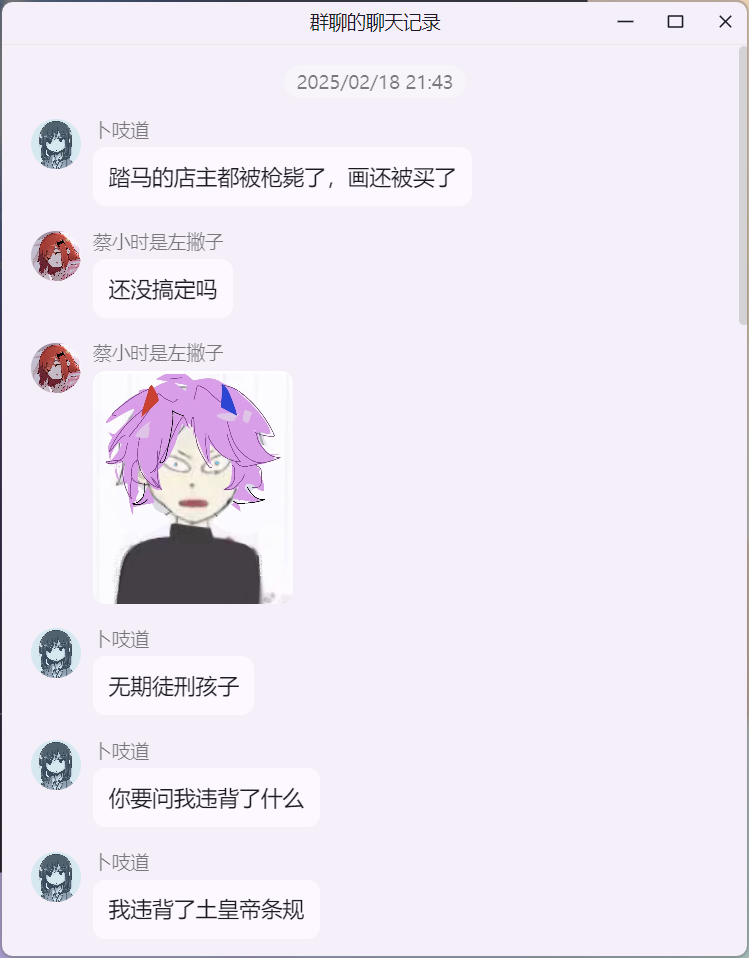 群聊的聊天记录
2025/02/18 21:43
卜吱道
踏马的店主都被枪毙了，画还被买了
蔡小时是左撇子
还没搞定吗
蔡小时是左撇子
卜吱道
无期徒刑孩子
卜吱道
你要问我违背了什么
卜吱道
我违背了土皇帝条规